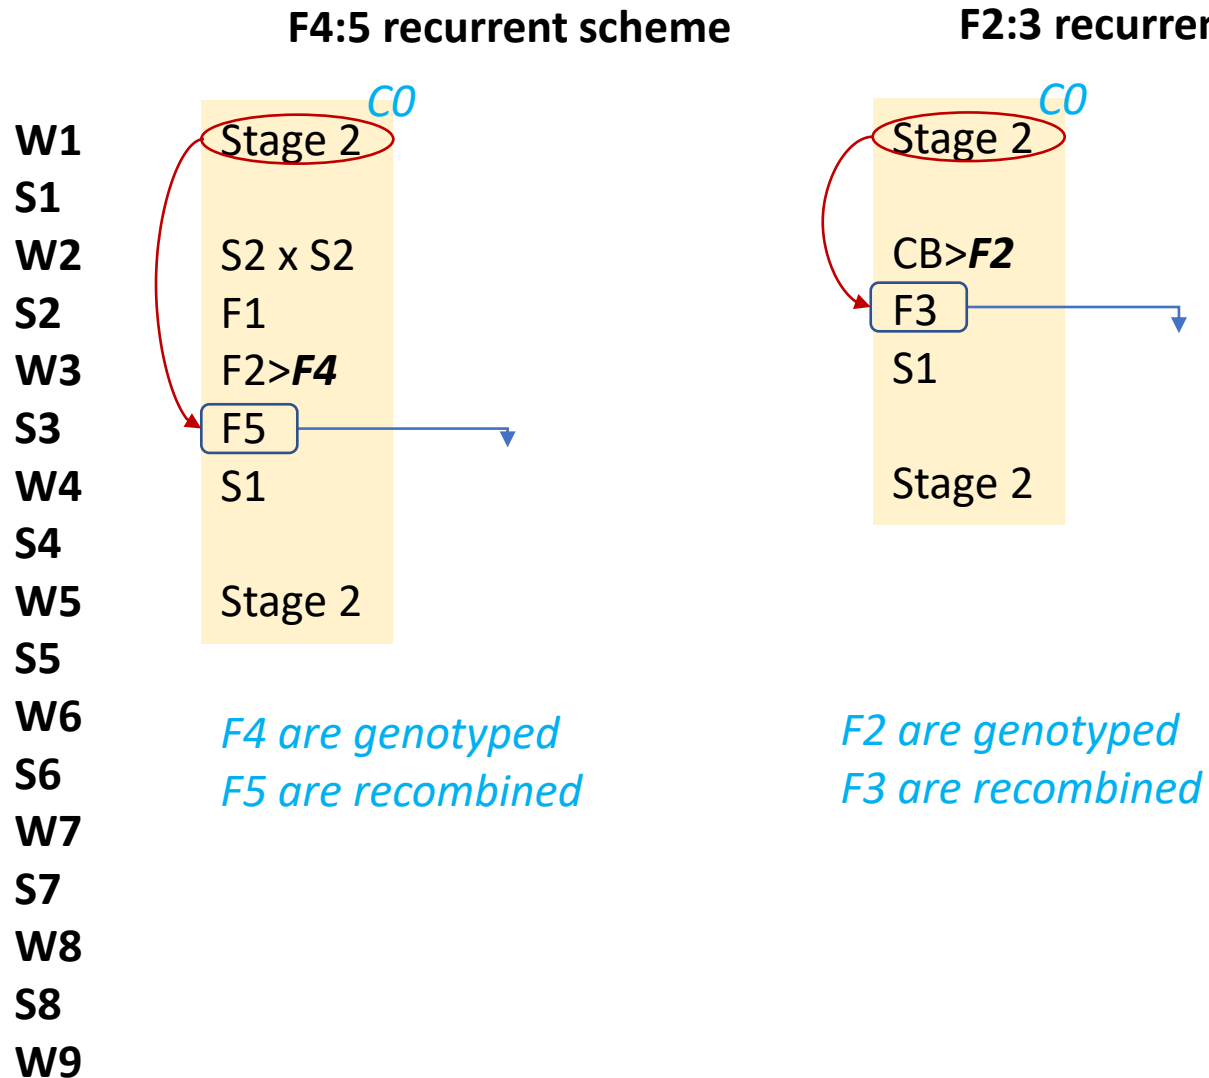 F4:5 recurrent scheme
F2:3 recurrer
C0
C0
W1 Stage 2 Stage 2
S1
W2 S2 x S2 CB>F2
S2 F1 F3
W3 F2>F4 S1
S3 F5
W4 S1 Stage 2
S4
W5 Stage 2
S5
W6
F4 are genotyped F2 are genotyped
S6
F5 are recombined F3 are recombined
W7
S7
W8
S8
W9